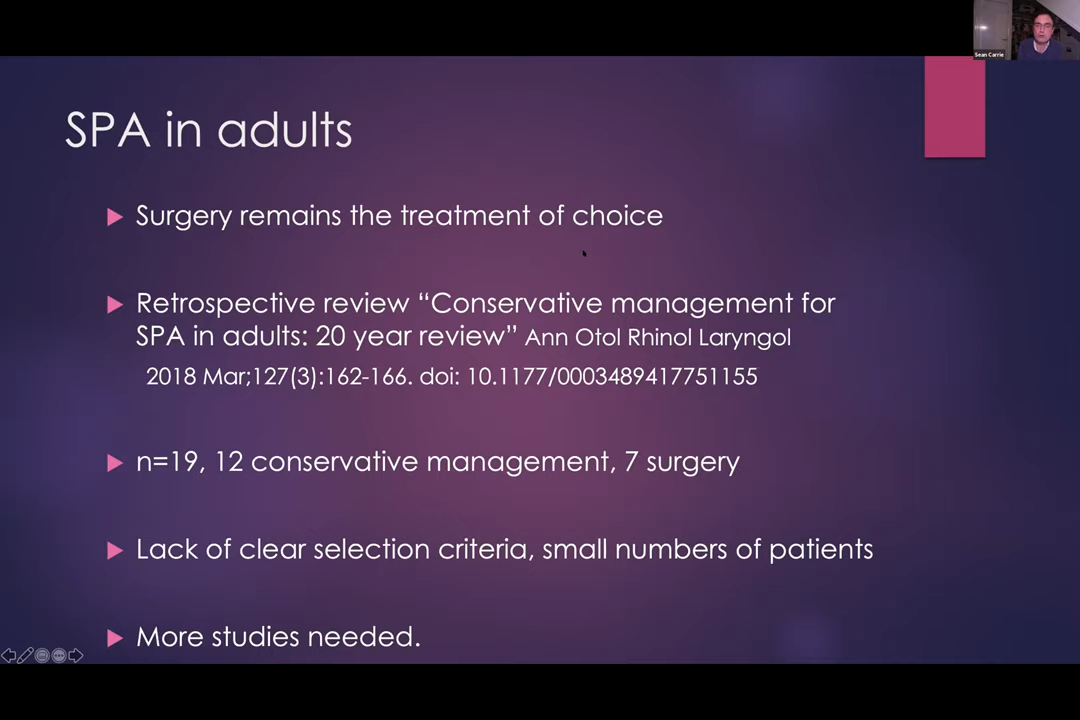 Sean Carrie
SPA in adults
Surgery remains the treatment of choice
Retrospective review “Conservative management for
SPA in adults: 20 year review” Ann Otol Rhinol Laryngol
2018 Mar;127(3):162-166. doi: 10.1177/0003489417751155
n=19, 12 conservative management, 7 surgery
Lack of clear selection criteria, small numbers of patients
More studies needed.